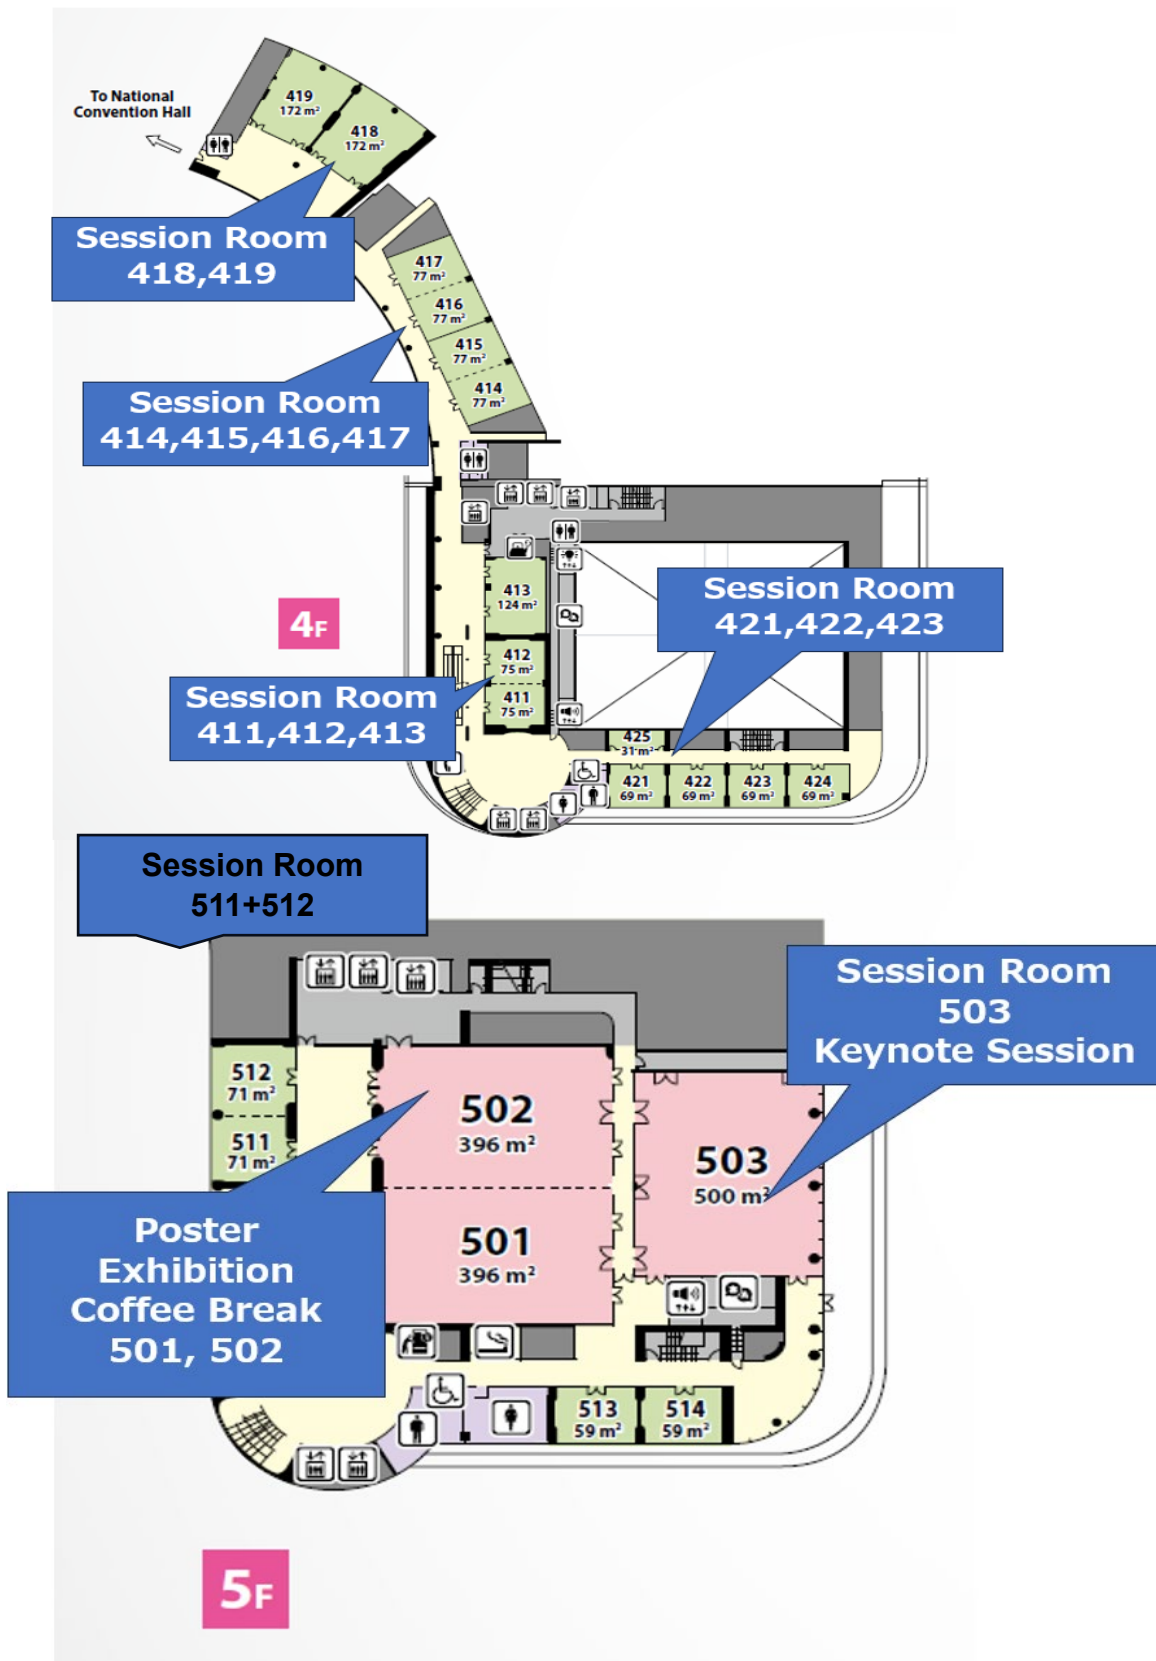 To National
Convention Hall
419
172 m²
418
172 m²
Session Room
418,419
417
77 m²
416
77 m²
415
77 m²
414
77 m²
Session Room
414,415,416,417
413
124 m²
Session Room
421,422,423
4F
412
75 m²
411
75 m²
Session Room
411,412,413
425
31 m²
421
69 m²
422
69 m²
423
69 m²
424
69 m²
Session Room
511+512
Session Room
503
Keynote Session
512
71 m²
511
71 m²
502
396 m²
503
500 m²
501
396 m²
Poster
Exhibition
Coffee Break
501, 502
513
59 m²
514
59 m²
5F